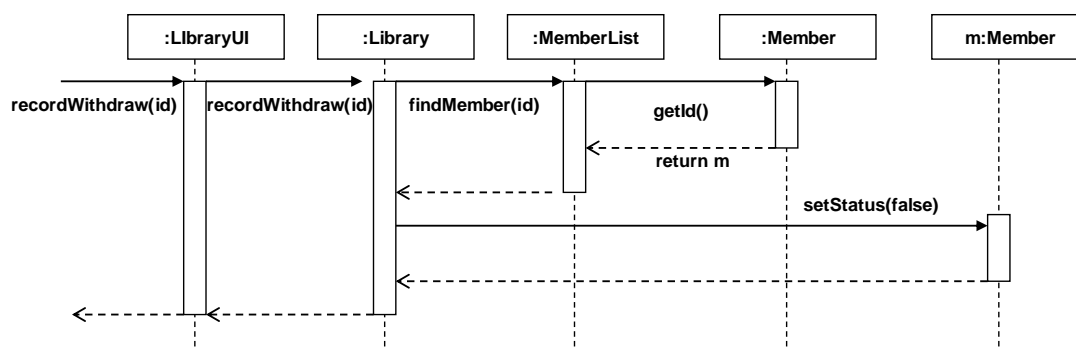 :LIbraryUI
:Library
:MemberList
:Member
m:Member
recordWithdraw(id)
recordWithdraw(id)
findMember(id)
getId()
return m
setStatus(false)